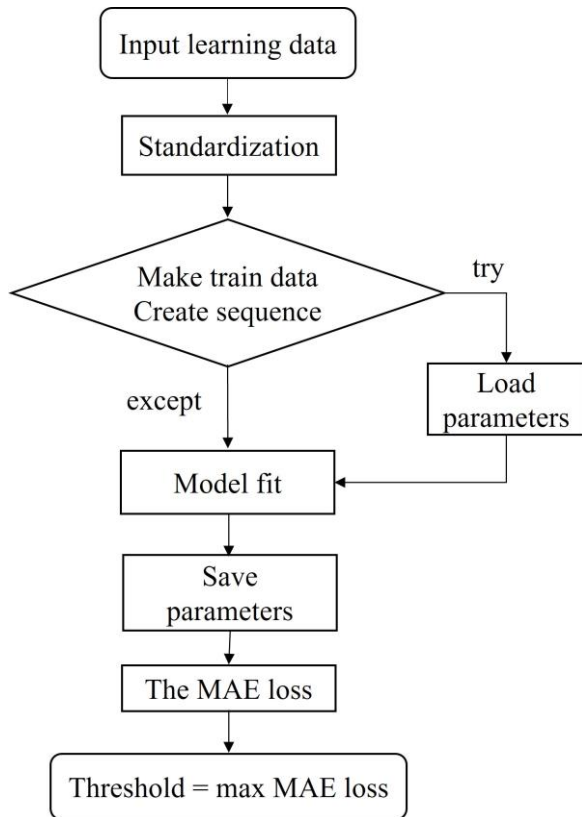 Input learning data
Standardization
Make train data
Create sequence
try
Load
parameters
except
Model fit
Save
parameters
The MAE loss
Threshold = max MAE loss